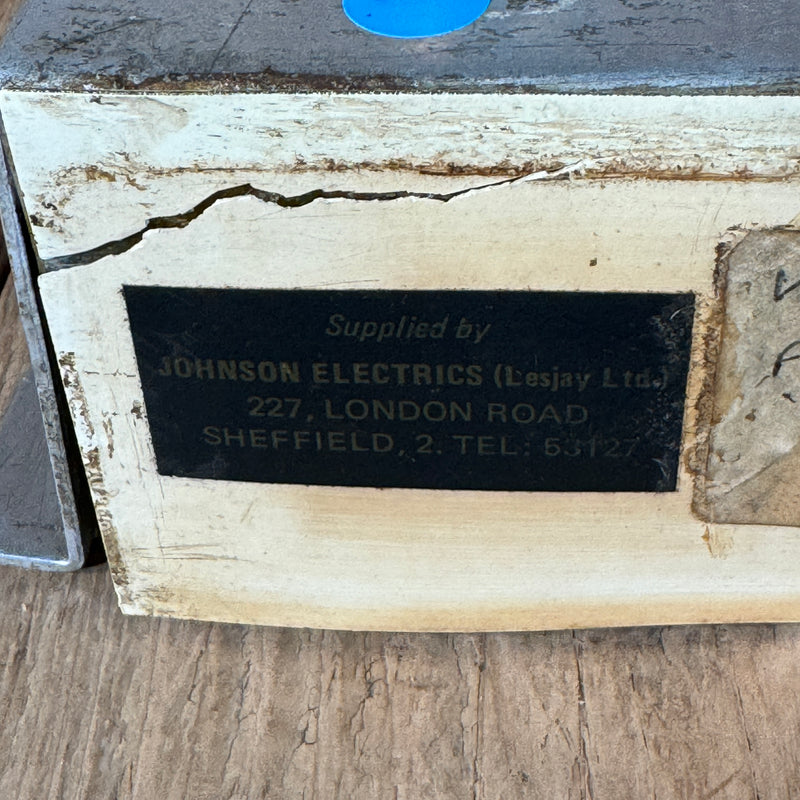 Supplied by
JOHNSON ELECTRICS (Lesjay Ltd.)
227, LONDON ROAD
SHEFFIELD, 2. TEL: 53127